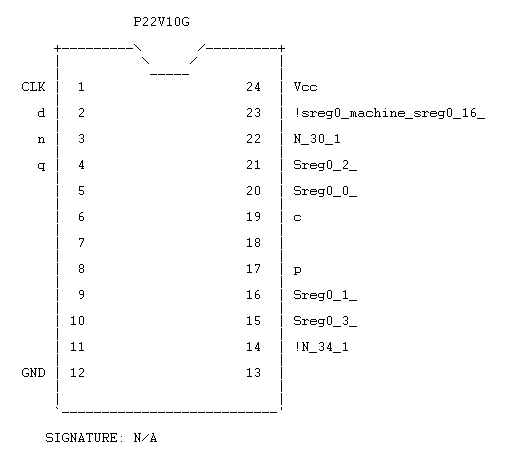 P22V10G
CLK 1 24 Vcc
d 2 23 !sreg0_machine_sreg0_16_
n 3 22 N_30_1
q 4 21 Sreg0_2_
5 20 Sreg0_0_
6 19 c
7 18
8 17 p
9 16 Sreg0_1_
10 15 Sreg0_3_
11 14 !N_34_1
GND 12 13
SIGNATURE: N/A